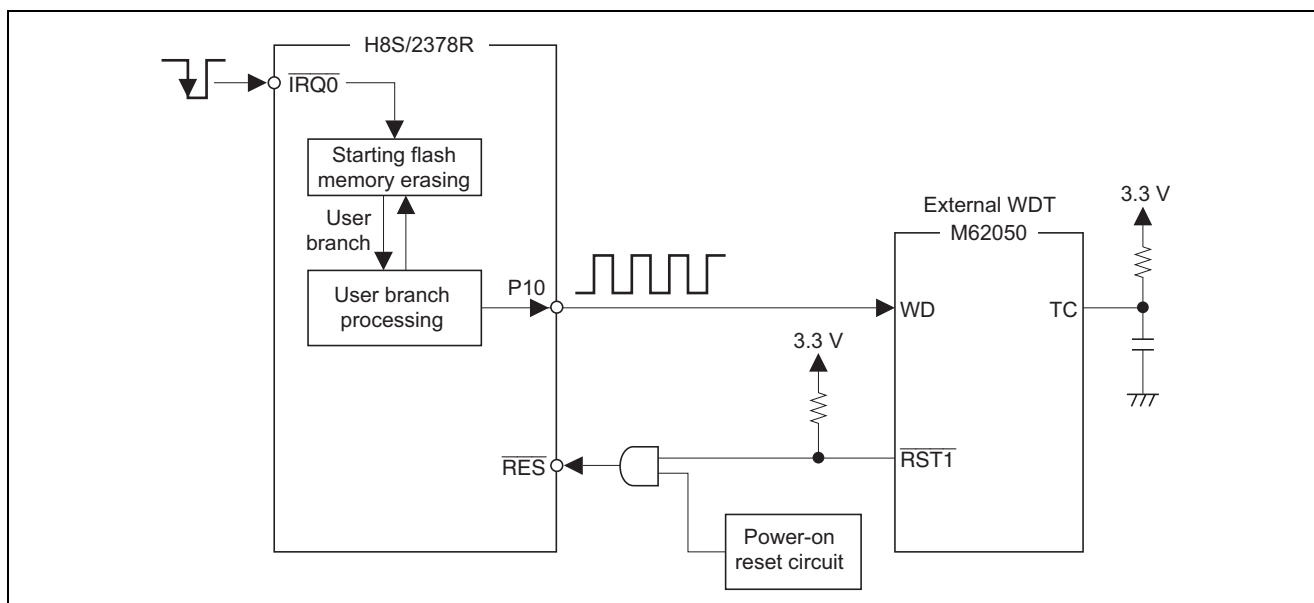 H8S/2378R
IRQ0
Starting flash
memory erasing
User
branch
User branch
processing
P10
External WDT
M62050
3.3 V
WD
TC
3.3 V
RES
RST1
Power-on
reset circuit